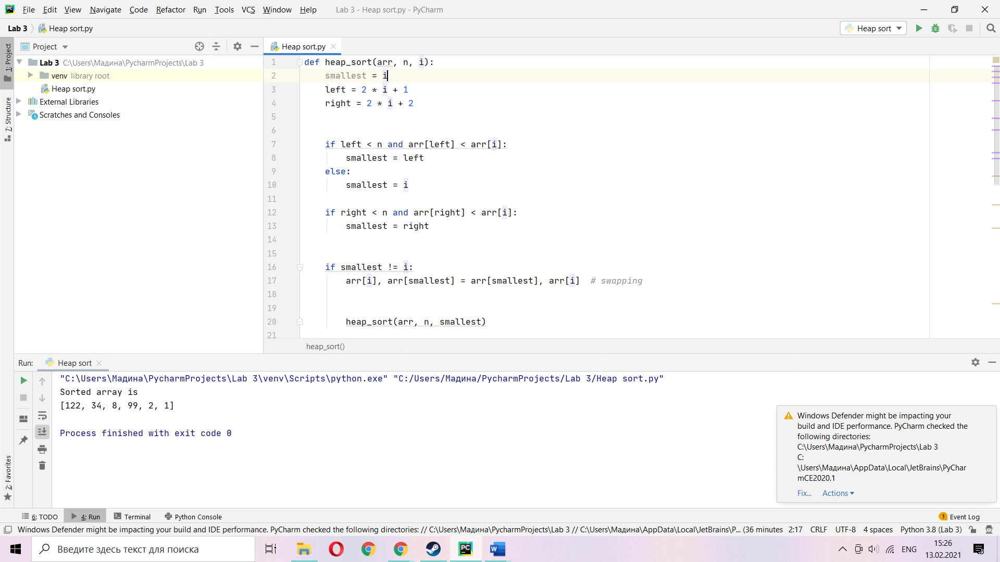 File Edit View Navigate Code Refactor Run Tools VCS Window Help Lab 3 - Heap sort.py - PyCharm
Lab 3 Heap sort.py Heap sort
1: Project
Project
Lab 3 C:\Users\Мадина\PycharmProjects\Lab 3
venv library root
Heap sort.py
External Libraries
Scratches and Consoles
7: Structure
Heap sort.py
1 def heap_sort(arr, n, i):
2 smallest = i
3 left = 2 * i + 1
4 right = 2 * i + 2
5
6
7 if left < n and arr[left] < arr[i]:
8 smallest = left
9 else:
10 smallest = i
11
12 if right < n and arr[right] < arr[i]:
13 smallest = right
14
15
16 if smallest != i:
17 arr[i], arr[smallest] = arr[smallest], arr[i] # swapping
18
19
20 heap_sort(arr, n, smallest)
21
heap_sort()
Run: Heap sort
"C:\Users\Мадина\PycharmProjects\Lab 3\venv\Scripts\python.exe" "C:/Users/Мадина/PycharmProjects/Lab 3/Heap sort.py"
Sorted array is
[122, 34, 8, 99, 2, 1]
Process finished with exit code 0
2: Favorites
Windows Defender might be impacting your
build and IDE performance. PyCharm checked the
following directories:
C:\Users\Мадина\PycharmProjects\Lab 3
C:
\Users\Мадина\AppData\Local\JetBrains\PyChar
mCE2020.1
Fix... Actions
6: TODO 4: Run Terminal Python Console 1 Event Log
Windows Defender might be impacting your build and IDE performance. PyCharm checked the following directories: // C:\Users\Мадина\PycharmProjects\Lab 3 // C:\Users\Мадина\AppData\Local\JetBrains\P... (36 minutes 2:17 CRLF UTF-8 4 spaces Python 3.8 (Lab 3)
Введите здесь текст для поиска
ENG
15:26
13.02.2021